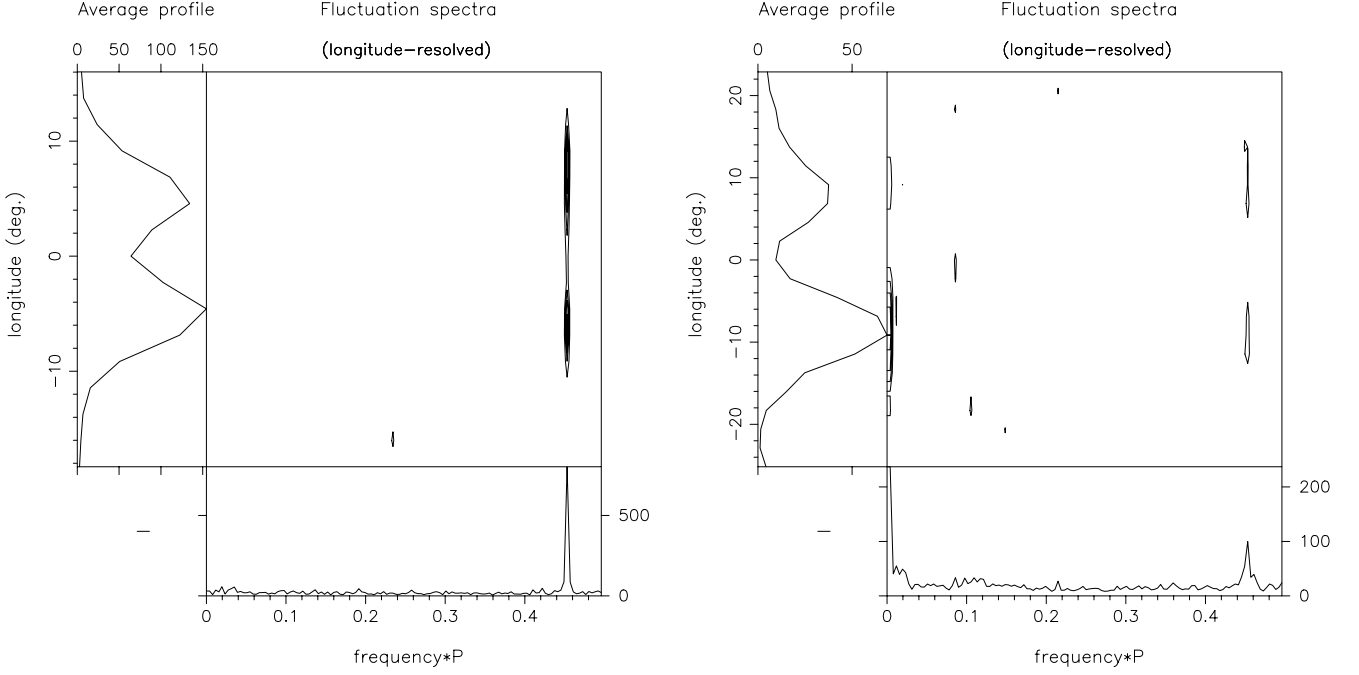 Average profile Fluctuation spectra
0 50 100 150 (longitude−resolved)
10
0
−10
longitude (deg.)
500
0
0 0.1 0.2 0.3 0.4
frequency∗P
Average profile Fluctuation spectra
0 50 (longitude−resolved)
20
10
0
−10
−20
longitude (deg.)
200
100
0
0 0.1 0.2 0.3 0.4
frequency∗P